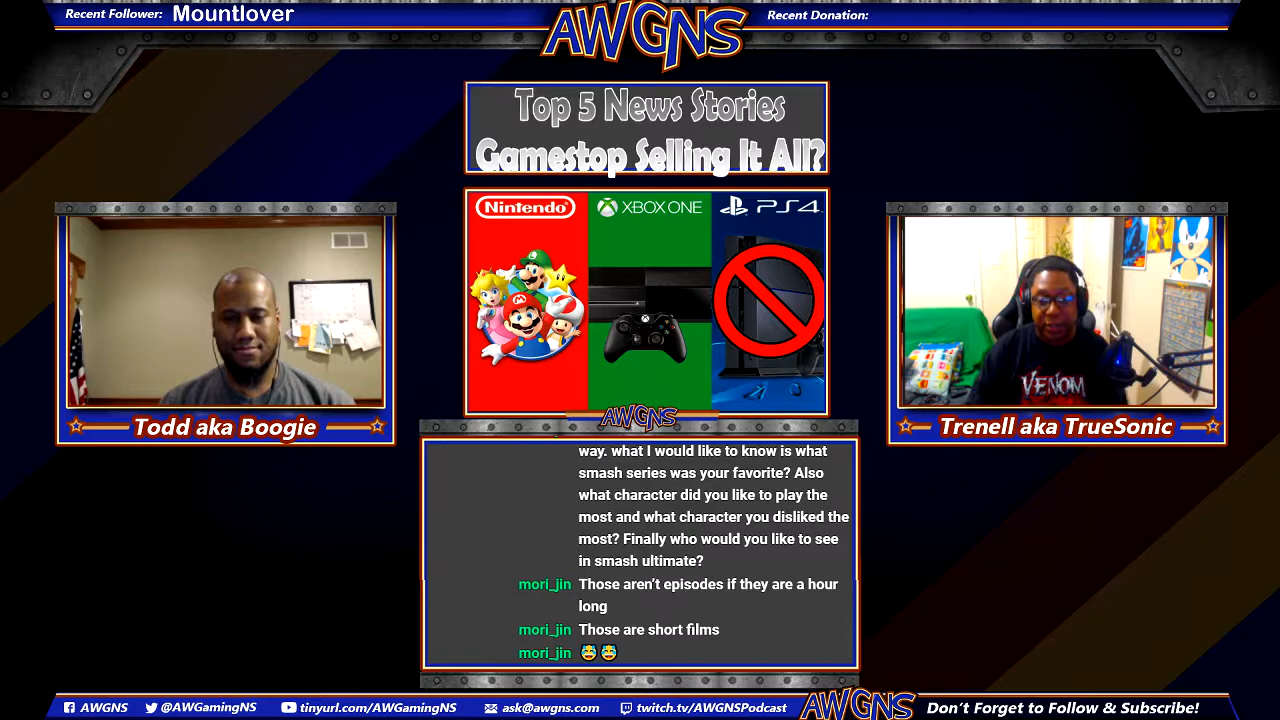 Recent Follower: Mountlover
AWGNS
Recent Donation:
Top 5 News Stories
Gamestop Selling It All?
Nintendo
XBOX ONE
PS4
Todd aka Boogie
VENOM
Trenell aka TrueSonic
AWGNS
way. what I would like to know is what
smash series was your favorite? Also
what character did you like to play the
most and what character you disliked the
most? Finally who would you like to see
in smash ultimate?
mori_jin Those aren't episodes if they are a hour
long
mori_jin Those are short films
mori_jin
AWGNS
@AWGamingNS
tinyurl.com/AWGamingNS
ask@awgns.com
twitch.tv/AWGNSPodcast
AWGNS
Don't Forget to Follow & Subscribe!